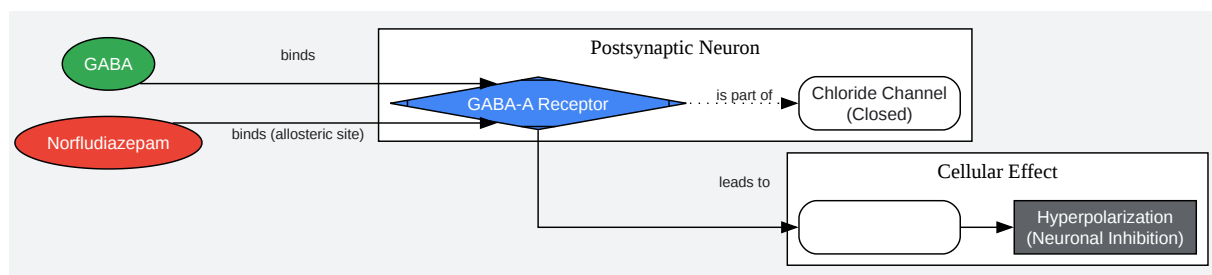 GABA
binds
Postsynaptic Neuron
GABA-A Receptor
is part of
Chloride Channel
(Closed)
Norfludiazepam
binds (allosteric site)
leads to
Cellular Effect
Hyperpolarization
(Neuronal Inhibition)